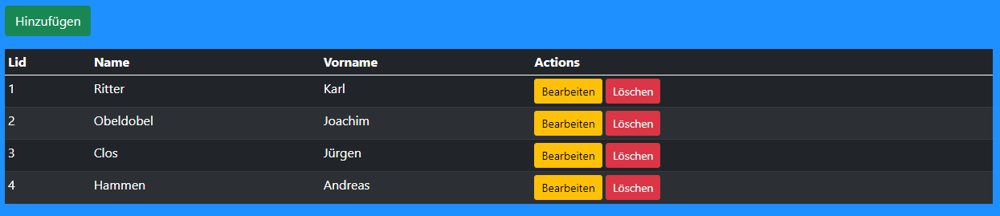 Hinzufügen
Lid Name Vorname Actions
1 Ritter Karl Bearbeiten Löschen
2 Obeldobel Joachim Bearbeiten Löschen
3 Clos Jürgen Bearbeiten Löschen
4 Hammen Andreas Bearbeiten Löschen